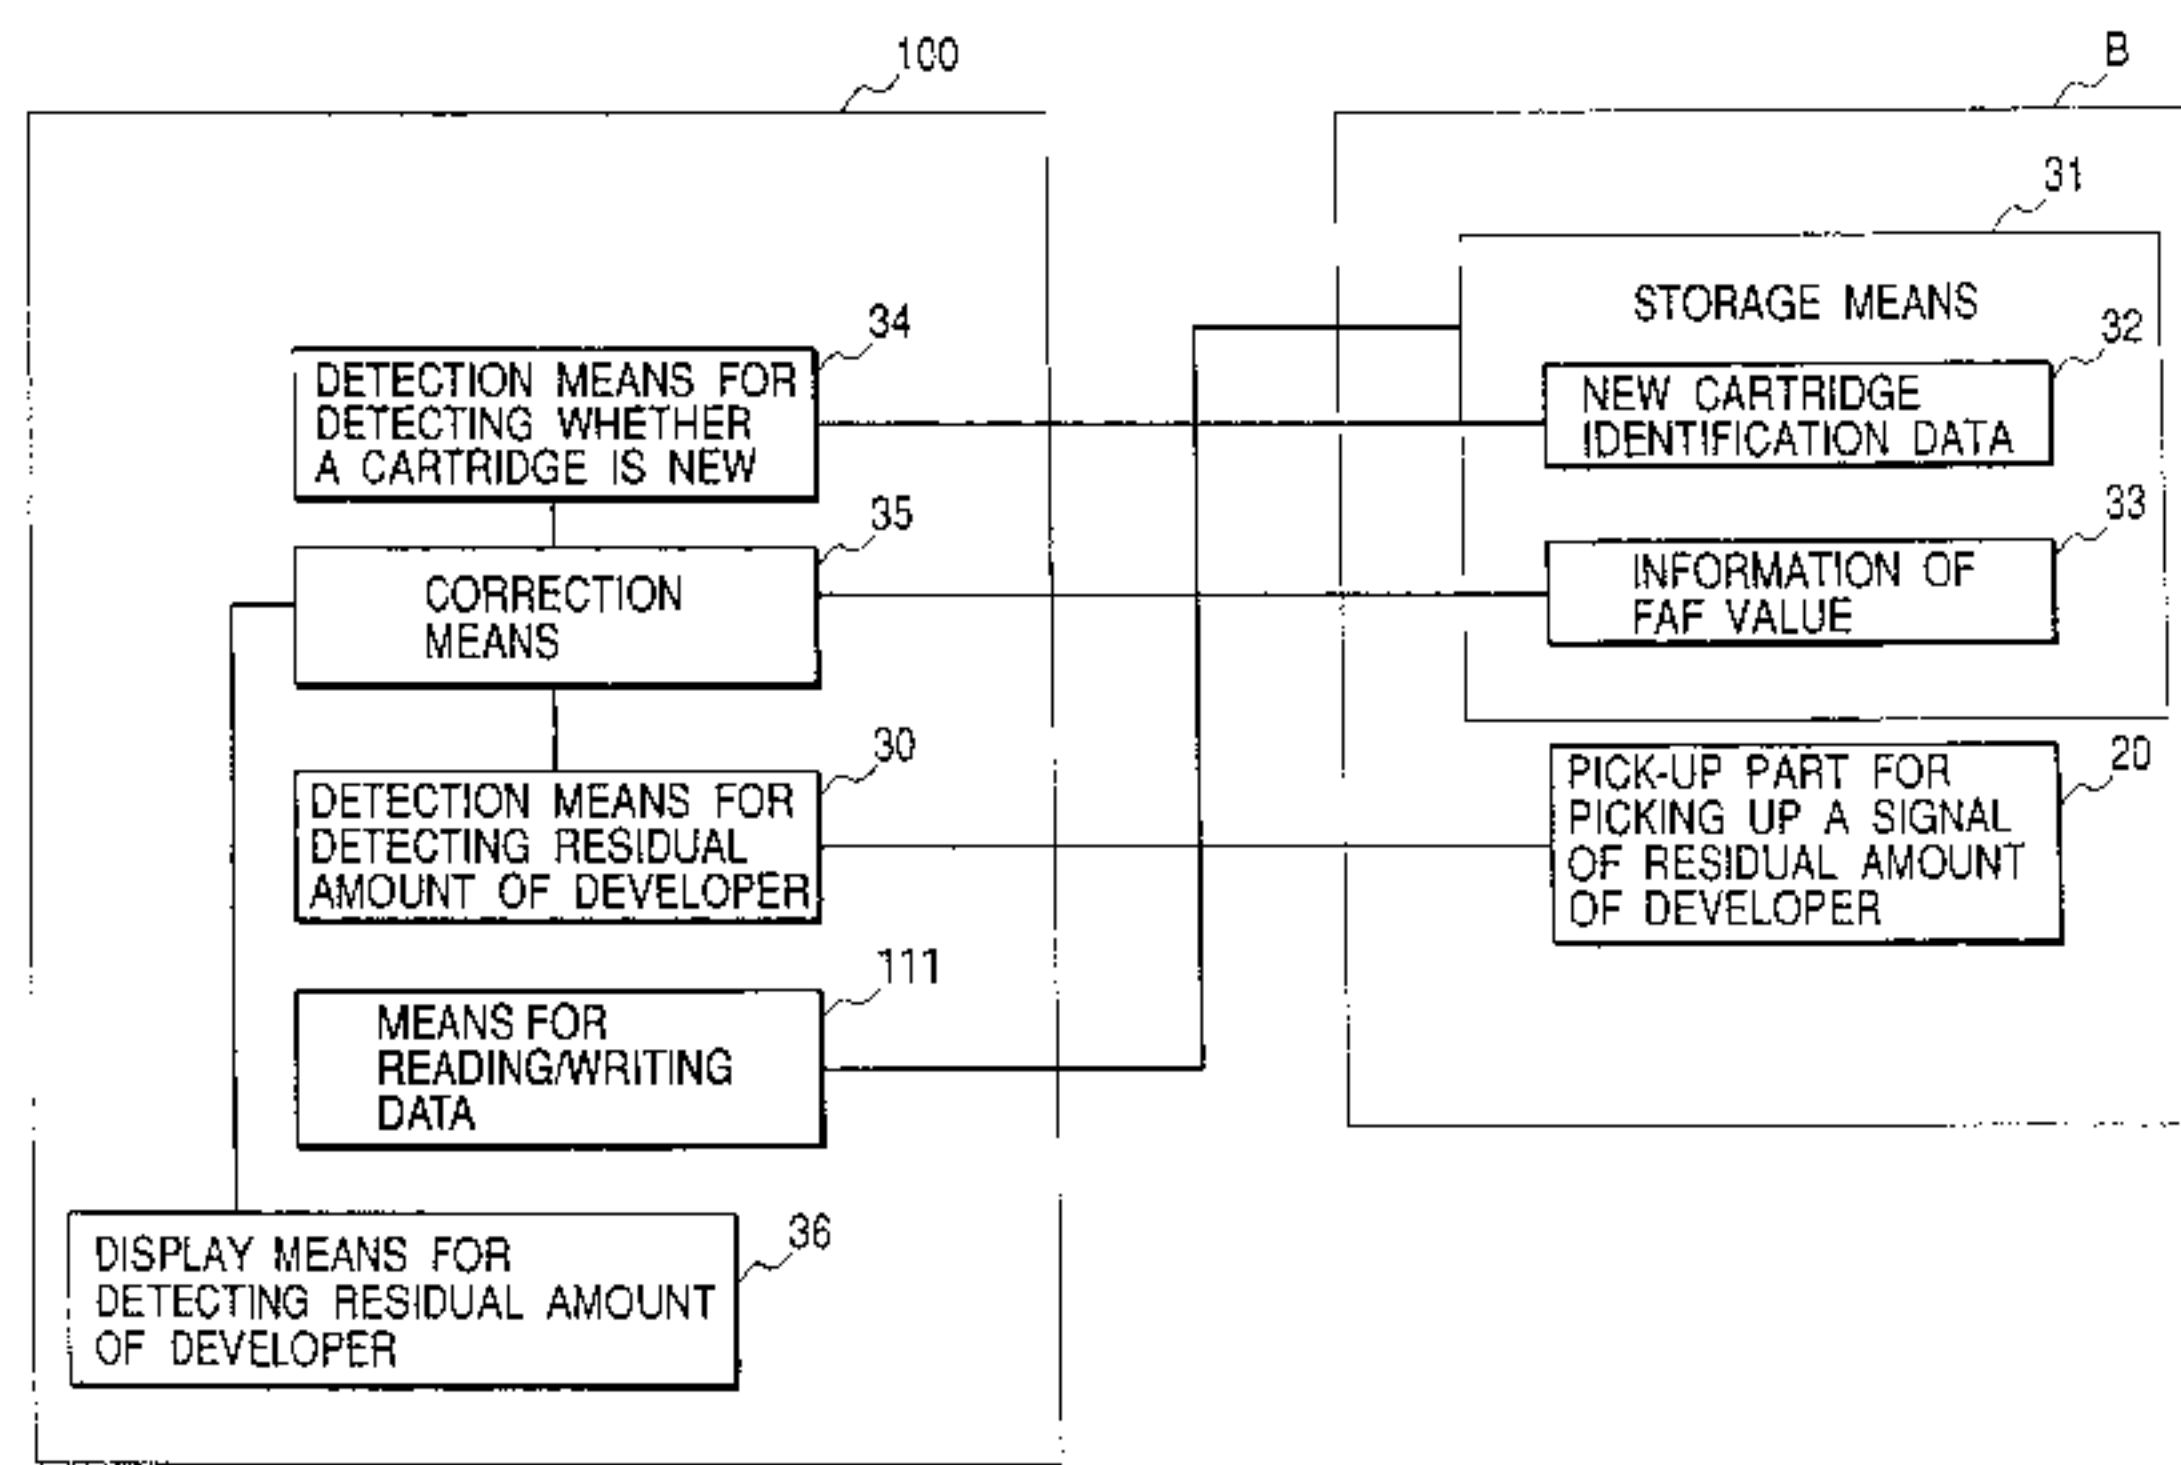 100
B
31
STORAGE MEANS
34
DETECTION MEANS FOR
DETECTING WHETHER
A CARTRIDGE IS NEW
32
NEW CARTRIDGE
IDENTIFICATION DATA
35
CORRECTION
MEANS
33
INFORMATION OF
FAF VALUE
30
DETECTION MEANS FOR
DETECTING RESIDUAL
AMOUNT OF DEVELOPER
20
PICK-UP PART FOR
PICKING UP A SIGNAL
OF RESIDUAL AMOUNT
OF DEVELOPER
111
MEANS FOR
READING/WRITING
DATA
36
DISPLAY MEANS FOR
DETECTING RESIDUAL AMOUNT
OF DEVELOPER